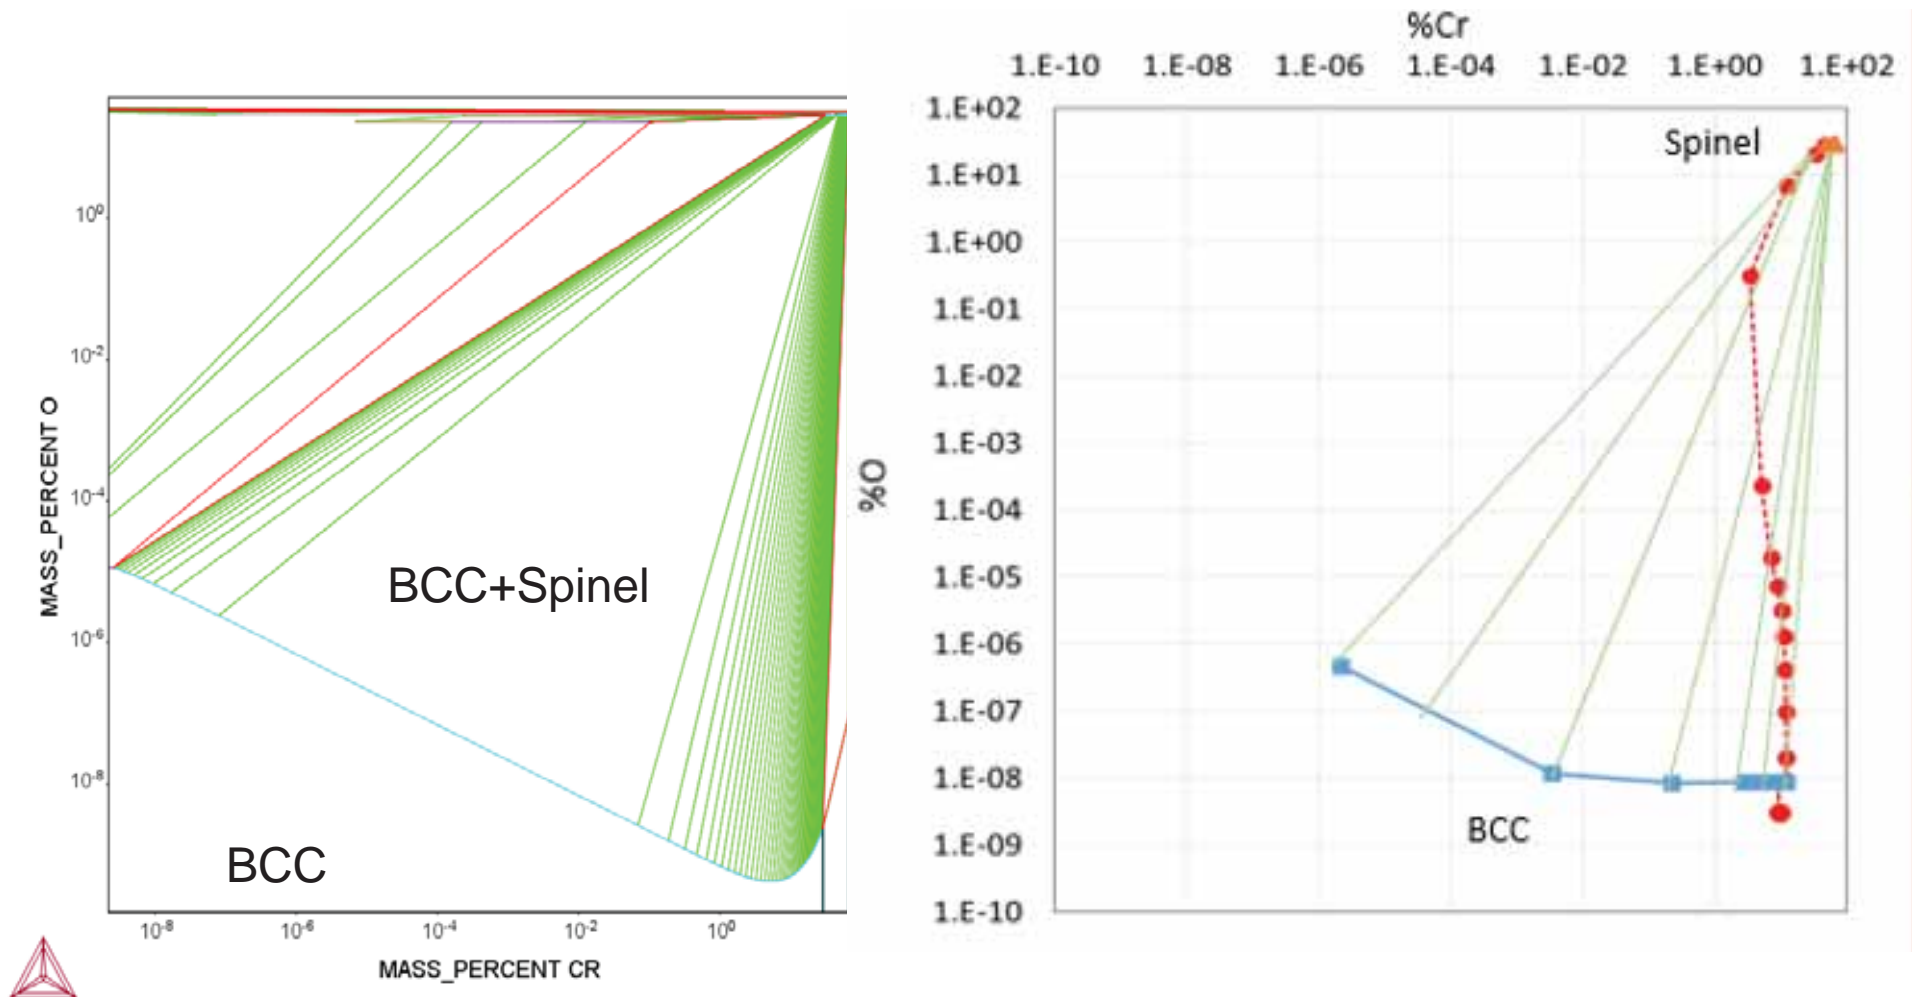 10⁰
10⁻²
10⁻⁴
10⁻⁶
10⁻⁸
MASS_PERCENT O
BCC+Spinel
BCC
10⁻⁸ 10⁻⁶ 10⁻⁴ 10⁻² 10⁰
MASS_PERCENT CR
%Cr
1.E-10 1.E-08 1.E-06 1.E-04 1.E-02 1.E+00 1.E+02
1.E+02
1.E+01
1.E+00
1.E-01
1.E-02
1.E-03
1.E-04
1.E-05
1.E-06
1.E-07
1.E-08
1.E-09
1.E-10
%O
Spinel
BCC